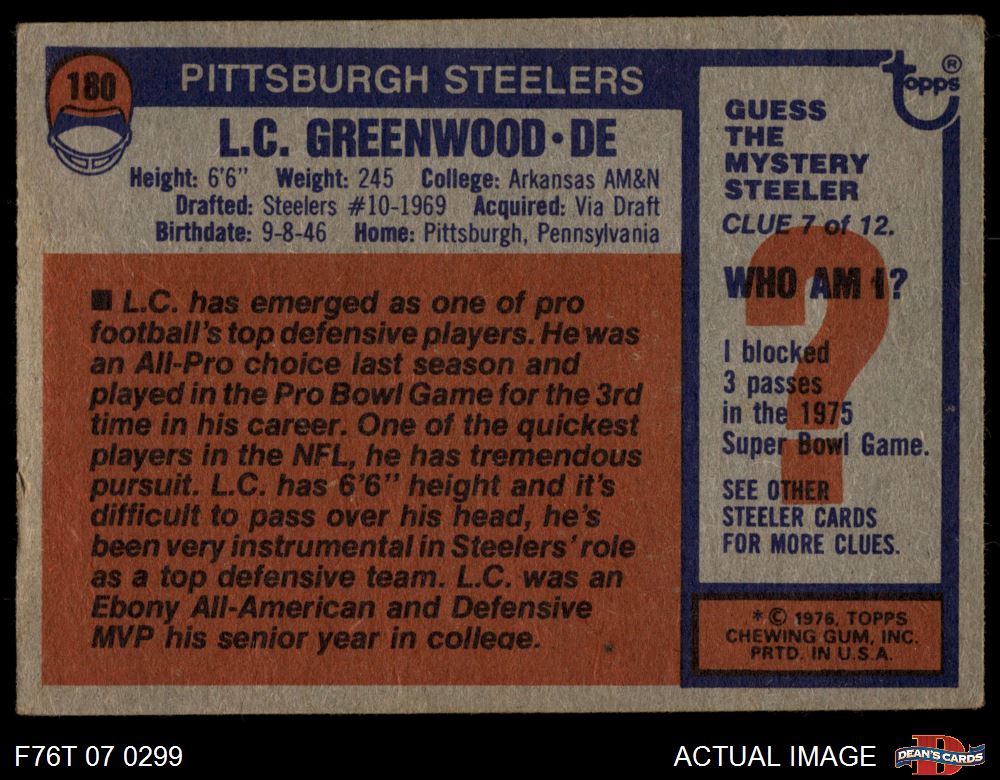 180
PITTSBURGH STEELERS
L.C. GREENWOOD • DE
Height: 6'6" Weight: 245 College: Arkansas AM&N
Drafted: Steelers #10-1969 Acquired: Via Draft
Birthdate: 9-8-46 Home: Pittsburgh, Pennsylvania
■ L.C. has emerged as one of pro
football's top defensive players. He was
an All-Pro choice last season and
played in the Pro Bowl Game for the 3rd
time in his career. One of the quickest
players in the NFL, he has tremendous
pursuit. L.C. has 6'6" height and it's
difficult to pass over his head, he's
been very instrumental in Steelers' role
as a top defensive team. L.C. was an
Ebony All-American and Defensive
MVP his senior year in college.
topps ®
GUESS
THE
MYSTERY
STEELER
CLUE 7 of 12.
WHO AM I?
?
I blocked
3 passes
in the 1975
Super Bowl Game.
SEE OTHER
STEELER CARDS
FOR MORE CLUES.
* © 1976, TOPPS
CHEWING GUM, INC.
PRTD. IN U.S.A.
F76T 07 0299
ACTUAL IMAGE
D
DEAN'S CARDS